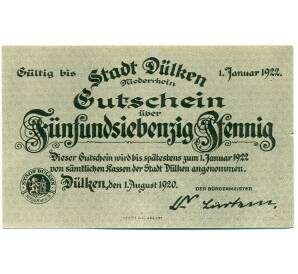 Gültig bis Stadt Dülken 1. Januar 1922.
Niederrhein
Gutschein
über
Fünfundsiebenzig Pfennig
Dieser Gutschein wird bis spätestens zum 1. Januar 1922
von sämtlichen Kassen der Stadt Dülken angenommen.
Dülken, den 1. August 1920.
DER BÜRGERMEISTER